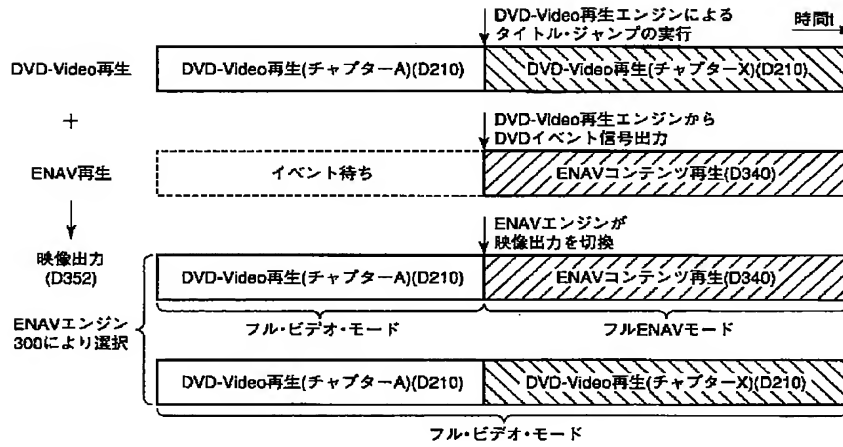 DVD-Video再生エンジンによる
タイトル・ジャンプの実行
時間t
DVD-Video再生
DVD-Video再生(チャプターA)(D210)
DVD-Video再生(チャプターX)(D210)
+
DVD-Video再生エンジンから
DVDイベント信号出力
ENAV再生
イベント待ち
ENAVコンテンツ再生(D340)
ENAVエンジンが
映像出力を切換
映像出力
(D352)
DVD-Video再生(チャプターA)(D210)
ENAVコンテンツ再生(D340)
ENAVエンジン
300により選択
フル・ビデオ・モード
フルENAVモード
DVD-Video再生(チャプターA)(D210)
DVD-Video再生(チャプターX)(D210)
フル・ビデオ・モード